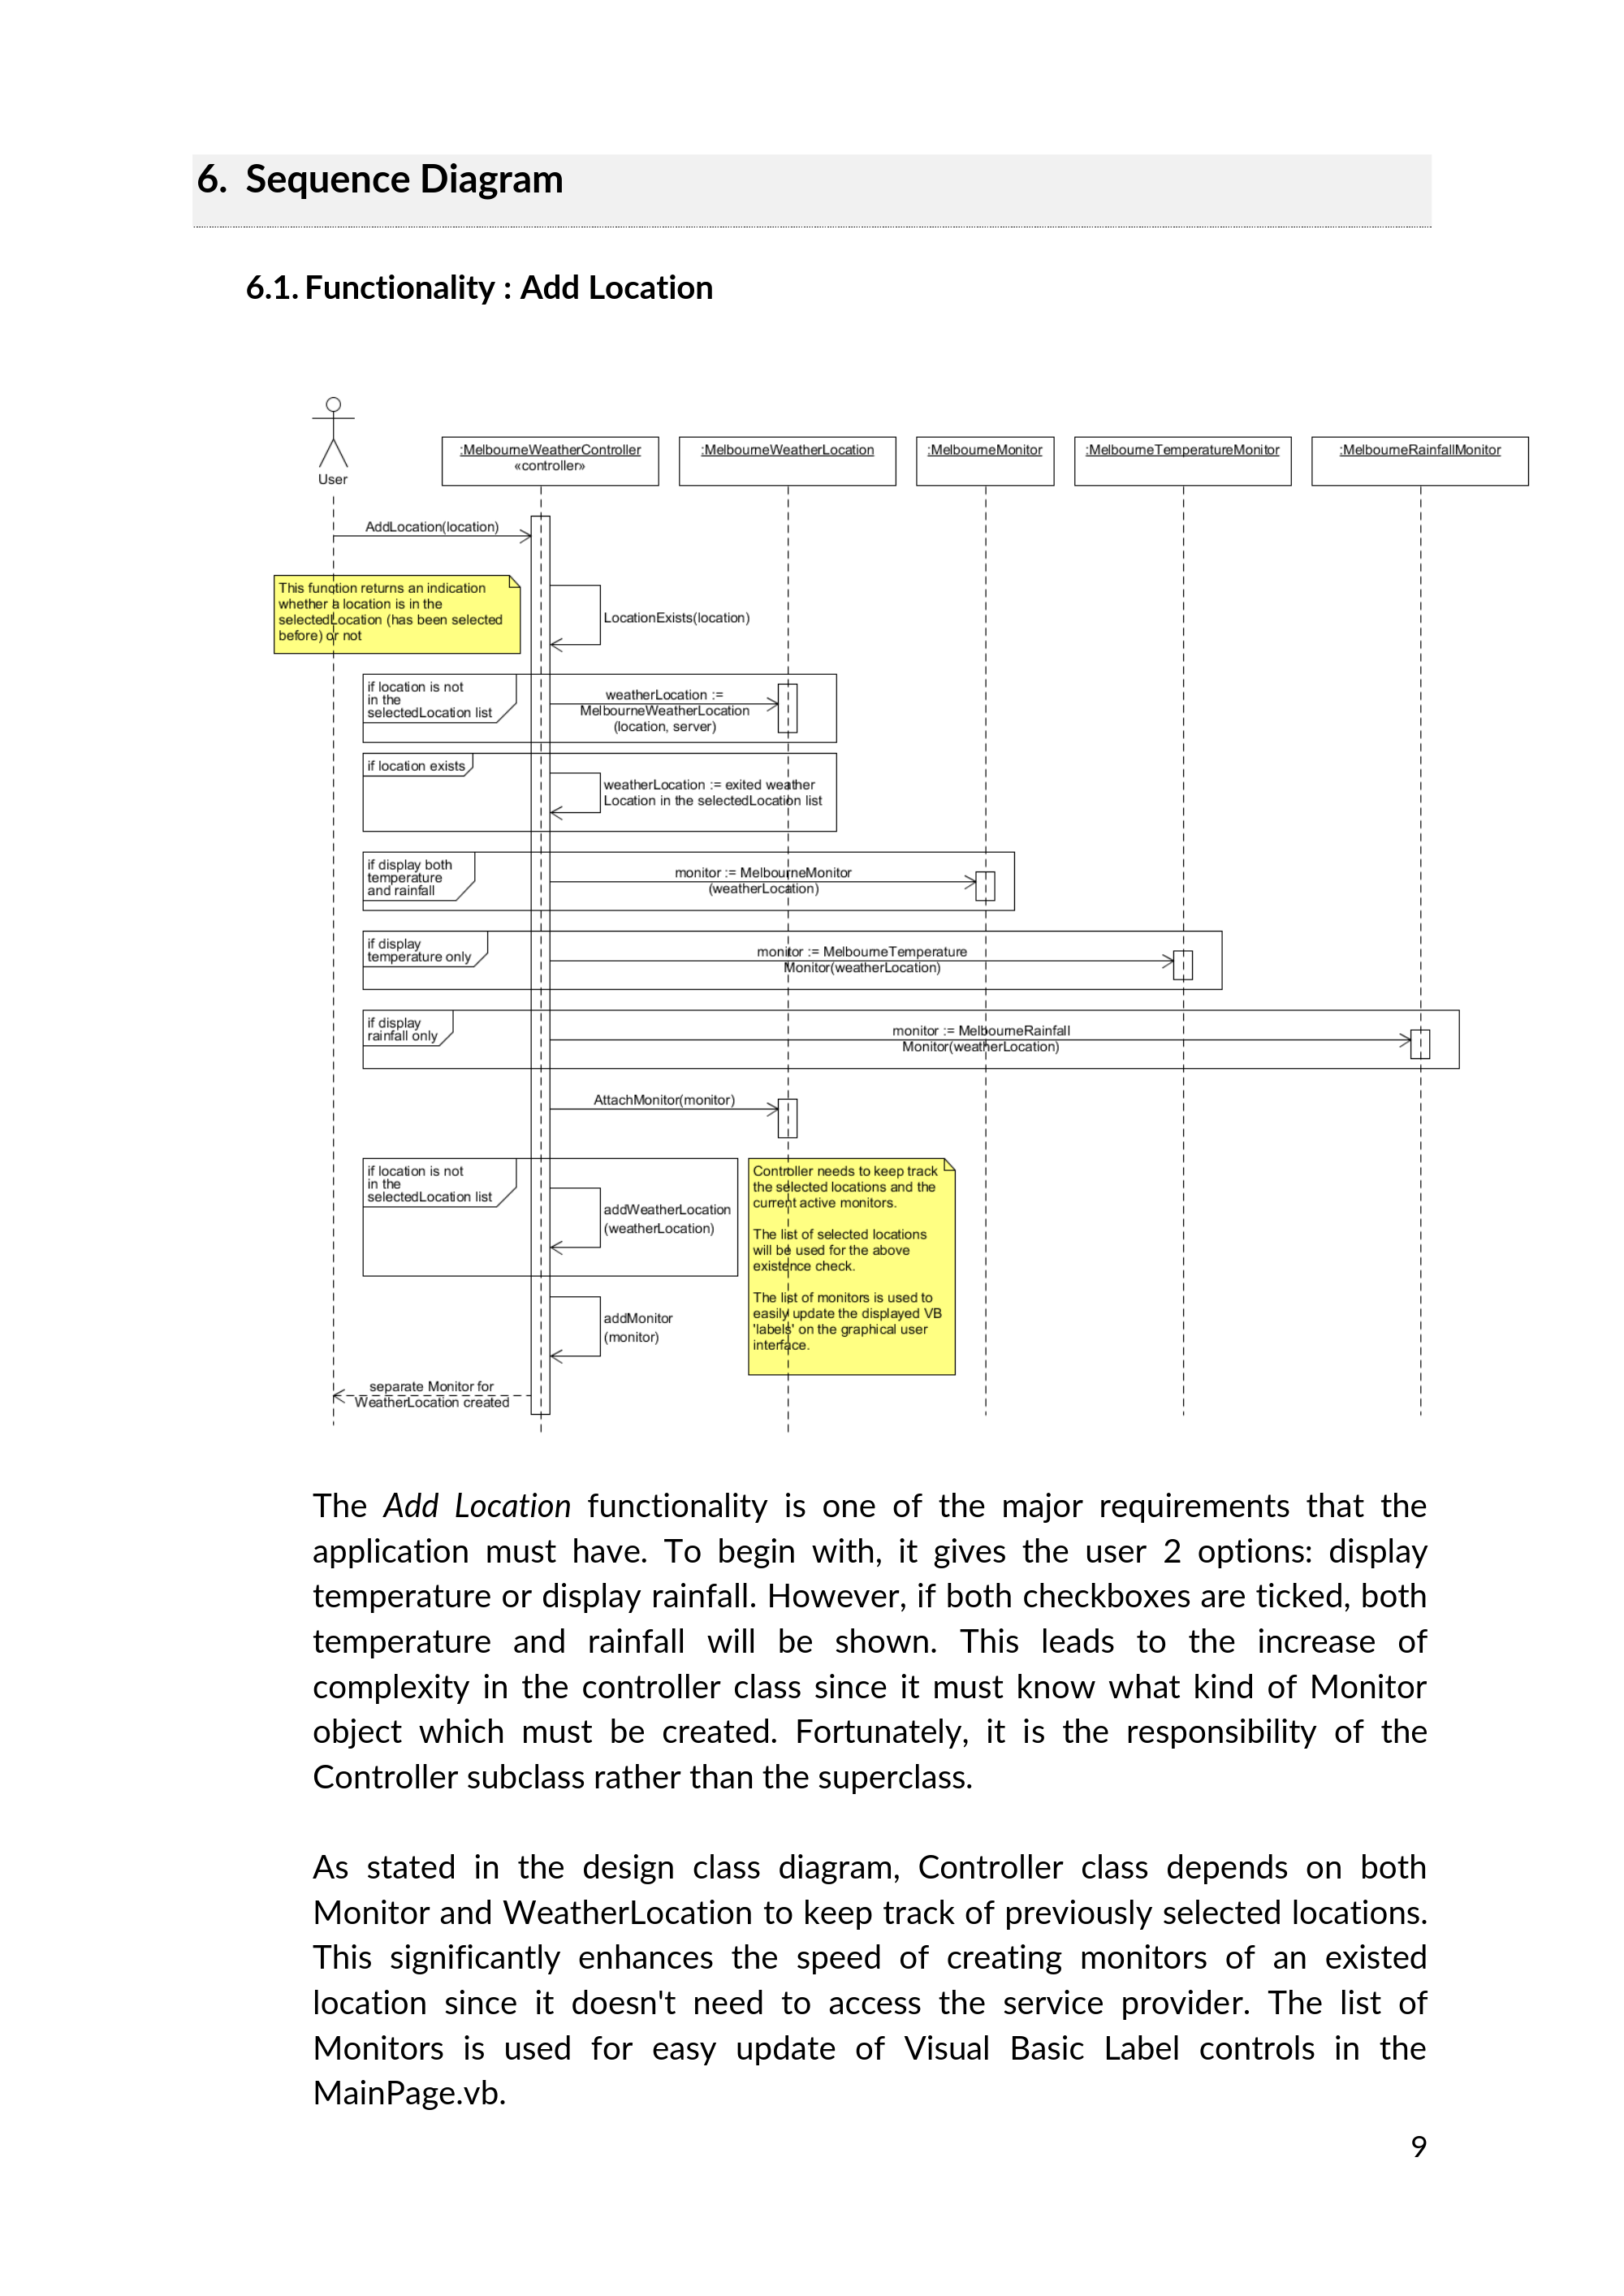 6. Sequence Diagram
6.1. Functionality : Add Location
User
:MelbourneWeatherController
«controller»
:MelbourneWeatherLocation
:MelbourneMonitor
:MelbourneTemperatureMonitor
:MelbourneRainfallMonitor
AddLocation(location)
This function returns an indication
whether a location is in the
selectedLocation (has been selected
before) or not
LocationExists(location)
if location is not
in the
selectedLocation list
weatherLocation :=
MelbourneWeatherLocation
(location, server)
if location exists
weatherLocation := exited weather
Location in the selectedLocation list
if display both
temperature
and rainfall
monitor := MelbourneMonitor
(weatherLocation)
if display
temperature only
monitor := MelbourneTemperature
Monitor(weatherLocation)
if display
rainfall only
monitor := MelbourneRainfall
Monitor(weatherLocation)
AttachMonitor(monitor)
if location is not
in the
selectedLocation list
addWeatherLocation
(weatherLocation)
Controller needs to keep track
the selected locations and the
current active monitors.
The list of selected locations
will be used for the above
existence check.
The list of monitors is used to
easily update the displayed VB
'labels' on the graphical user
interface.
addMonitor
(monitor)
separate Monitor for
WeatherLocation created
The Add Location functionality is one of the major requirements that the
application must have. To begin with, it gives the user 2 options: display
temperature or display rainfall. However, if both checkboxes are ticked, both
temperature and rainfall will be shown. This leads to the increase of
complexity in the controller class since it must know what kind of Monitor
object which must be created. Fortunately, it is the responsibility of the
Controller subclass rather than the superclass.
As stated in the design class diagram, Controller class depends on both
Monitor and WeatherLocation to keep track of previously selected locations.
This significantly enhances the speed of creating monitors of an existed
location since it doesn't need to access the service provider. The list of
Monitors is used for easy update of Visual Basic Label controls in the
MainPage.vb.
9